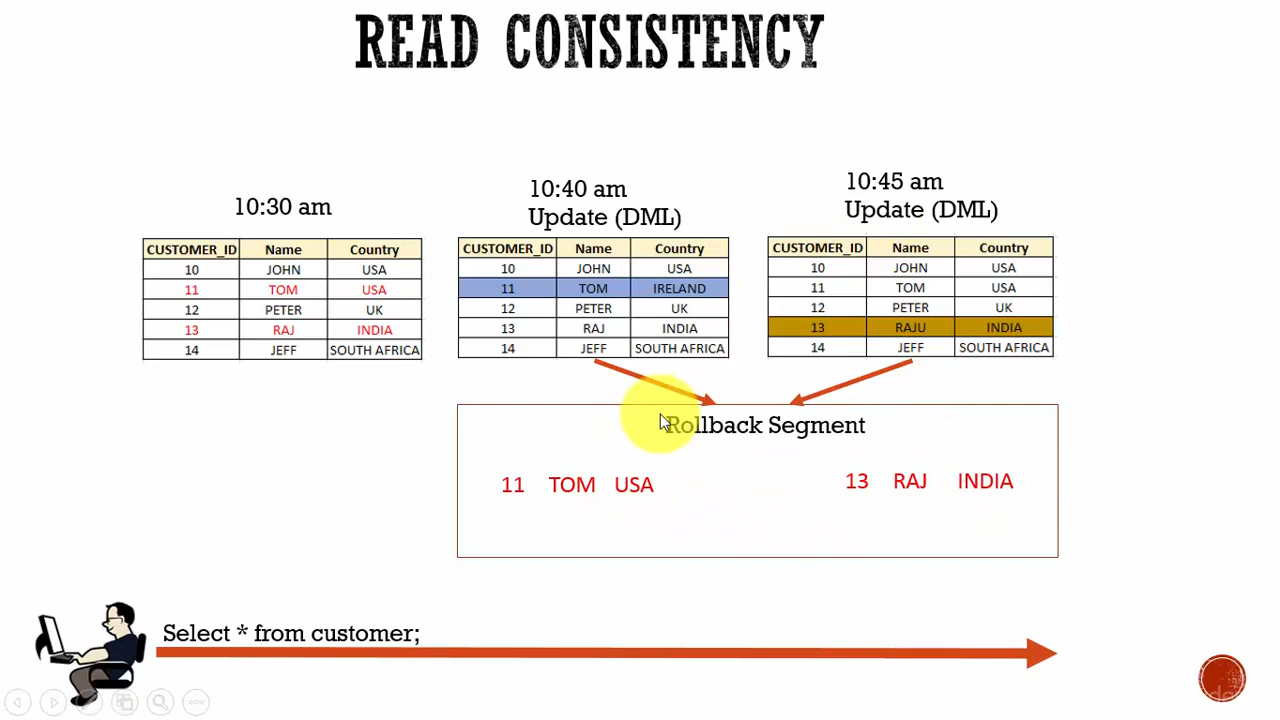 READ CONSISTENCY
10:30 am
CUSTOMER_ID Name Country
10 JOHN USA
11 TOM USA
12 PETER UK
13 RAJ INDIA
14 JEFF SOUTH AFRICA
10:40 am
Update (DML)
CUSTOMER_ID Name Country
10 JOHN USA
11 TOM IRELAND
12 PETER UK
13 RAJ INDIA
14 JEFF SOUTH AFRICA
10:45 am
Update (DML)
CUSTOMER_ID Name Country
10 JOHN USA
11 TOM USA
12 PETER UK
13 RAJU INDIA
14 JEFF SOUTH AFRICA
Rollback Segment
11 TOM USA
13 RAJ INDIA
Select * from customer;